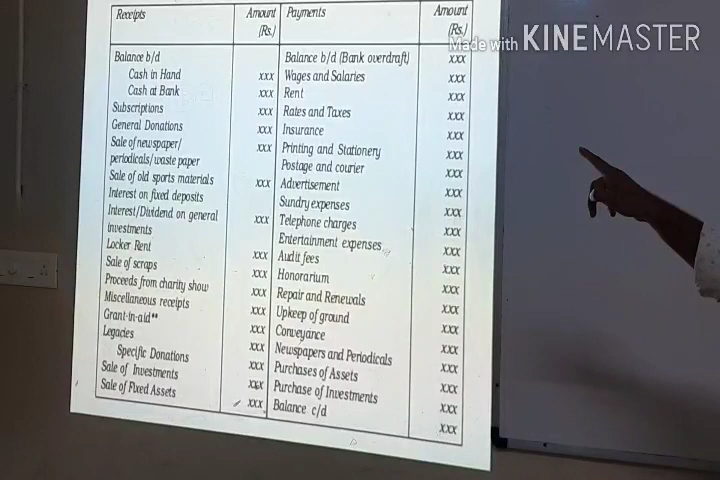 Receipts Amount (Rs.) Payments Amount (Rs.)
Made with KINEMASTER
Balance b/d
Cash in Hand xxx
Cash at Bank xxx
Subscriptions xxx
General Donations xxx
Sale of newspaper/
periodicals/waste paper xxx
Sale of old sports materials xxx
Interest on fixed deposits
Interest/Dividend on general
investments xxx
Locker Rent xxx
Sale of scraps xxx
Proceeds from charity show xxx
Miscellaneous receipts xxx
Grant-in-aid** xxx
Legacies xxx
Specific Donations xxx
Sale of Investments xxx
Sale of Fixed Assets xxx
Balance b/d (Bank overdraft) xxx
Wages and Salaries xxx
Rent xxx
Rates and Taxes xxx
Insurance xxx
Printing and Stationery xxx
Postage and courier xxx
Advertisement xxx
Sundry expenses xxx
Telephone charges xxx
Entertainment expenses xxx
Audit fees xxx
Honorarium xxx
Repair and Renewals xxx
Upkeep of ground xxx
Conveyance xxx
Newspapers and Periodicals xxx
Purchases of Assets xxx
Purchase of Investments xxx
Balance c/d xxx